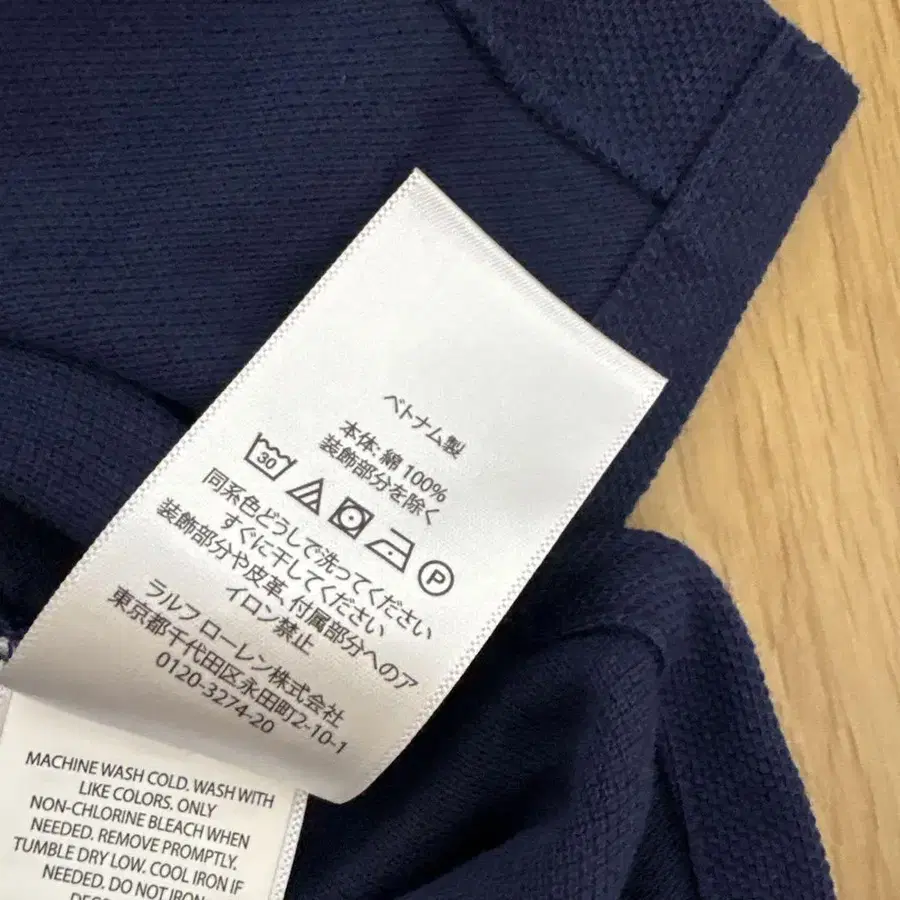 ベトナム製
本体: 綿 100%
装飾部分を除く
30 P
同系色どうしで洗ってください
すぐに干してください
装飾部分や皮革, 付属部分へのア
イロン禁止
ラルフ ローレン株式会社
東京都千代田区永田町2-10-1
0120-3274-20
MACHINE WASH COLD. WASH WITH
LIKE COLORS. ONLY
NON-CHLORINE BLEACH WHEN
NEEDED. REMOVE PROMPTLY.
TUMBLE DRY LOW. COOL IRON IF
NEEDED. DO NOT IRON